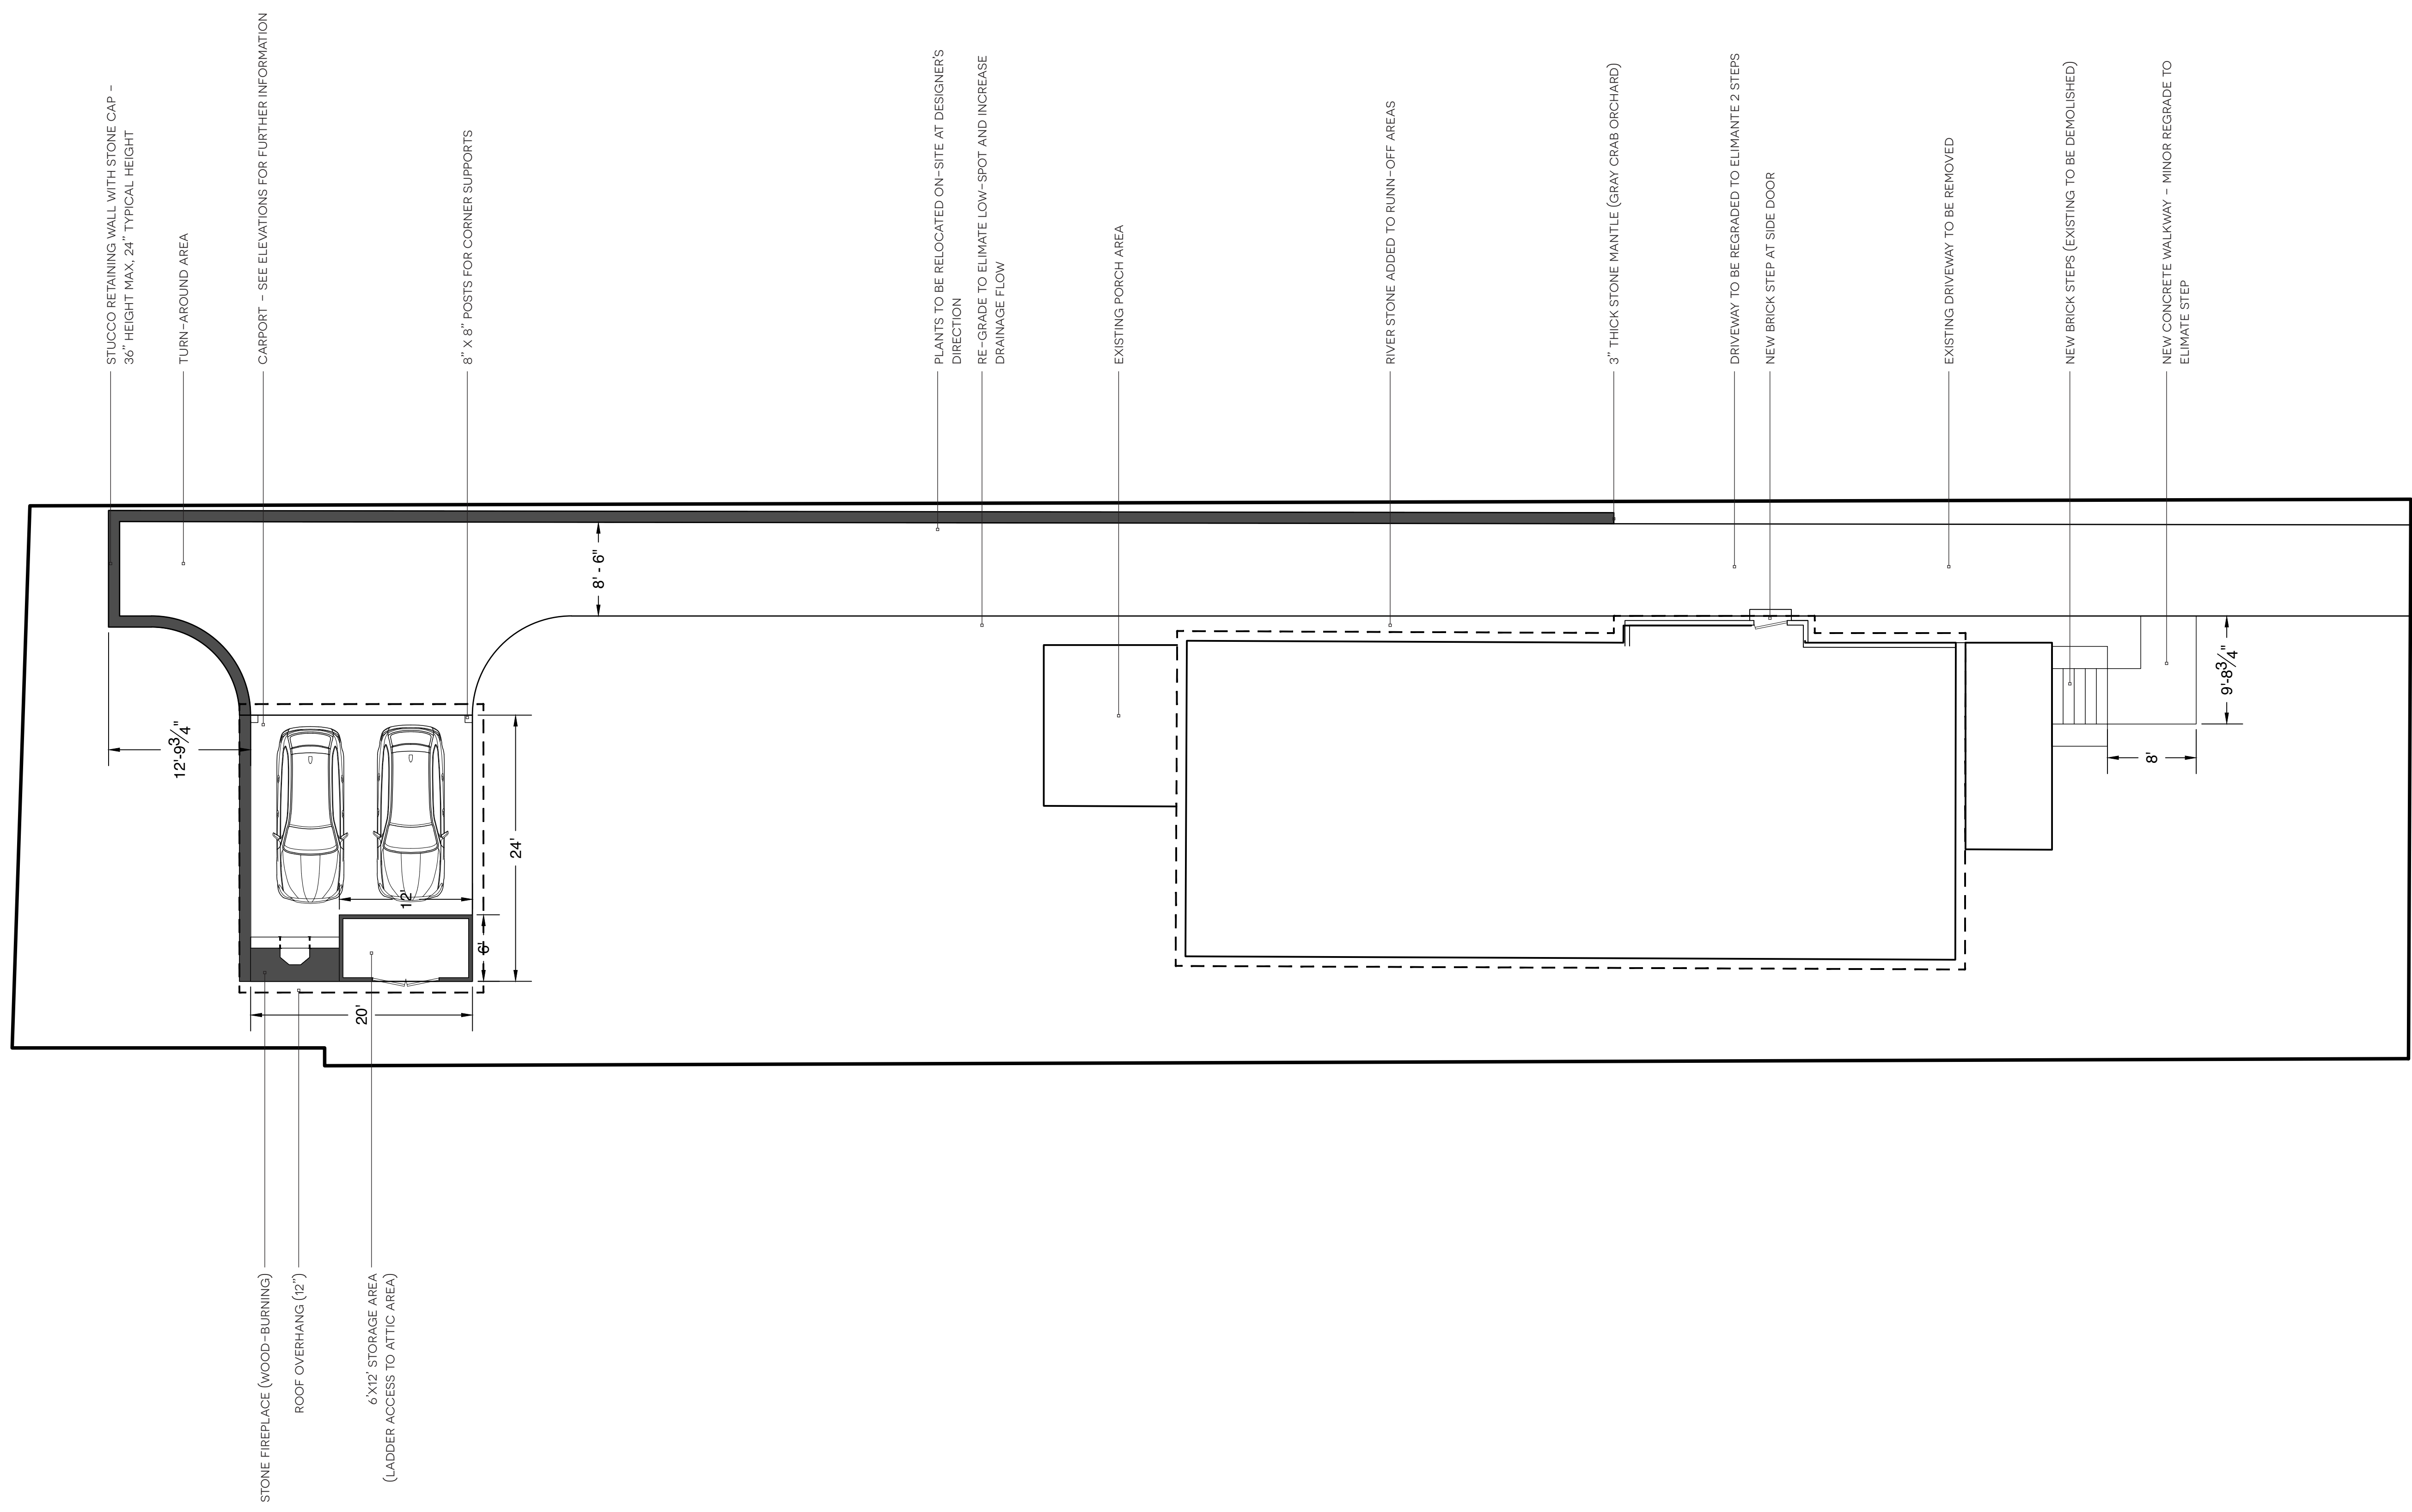 STUCCO RETAINING WALL WITH STONE CAP -
36" HEIGHT MAX, 24" TYPICAL HEIGHT
TURN-AROUND AREA
CARPORT - SEE ELEVATIONS FOR FURTHER INFORMATION
8" X 8" POSTS FOR CORNER SUPPORTS
PLANTS TO BE RELOCATED ON-SITE AT DESIGNER'S
DIRECTION
RE-GRADE TO ELIMATE LOW-SPOT AND INCREASE
DRAINAGE FLOW
EXISTING PORCH AREA
RIVER STONE ADDED TO RUNN-OFF AREAS
3" THICK STONE MANTLE (GRAY CRAB ORCHARD)
DRIVEWAY TO BE REGRADED TO ELIMANTE 2 STEPS
NEW BRICK STEP AT SIDE DOOR
EXISTING DRIVEWAY TO BE REMOVED
NEW BRICK STEPS (EXISTING TO BE DEMOLISHED)
NEW CONCRETE WALKWAY - MINOR REGRADE TO
ELIMATE STEP
8' - 6"
12'-9¾"
9'-8¾"
8'
24'
12'
6'
20'
STONE FIREPLACE (WOOD-BURNING)
ROOF OVERHANG (12")
6'X12' STORAGE AREA
(LADDER ACCESS TO ATTIC AREA)